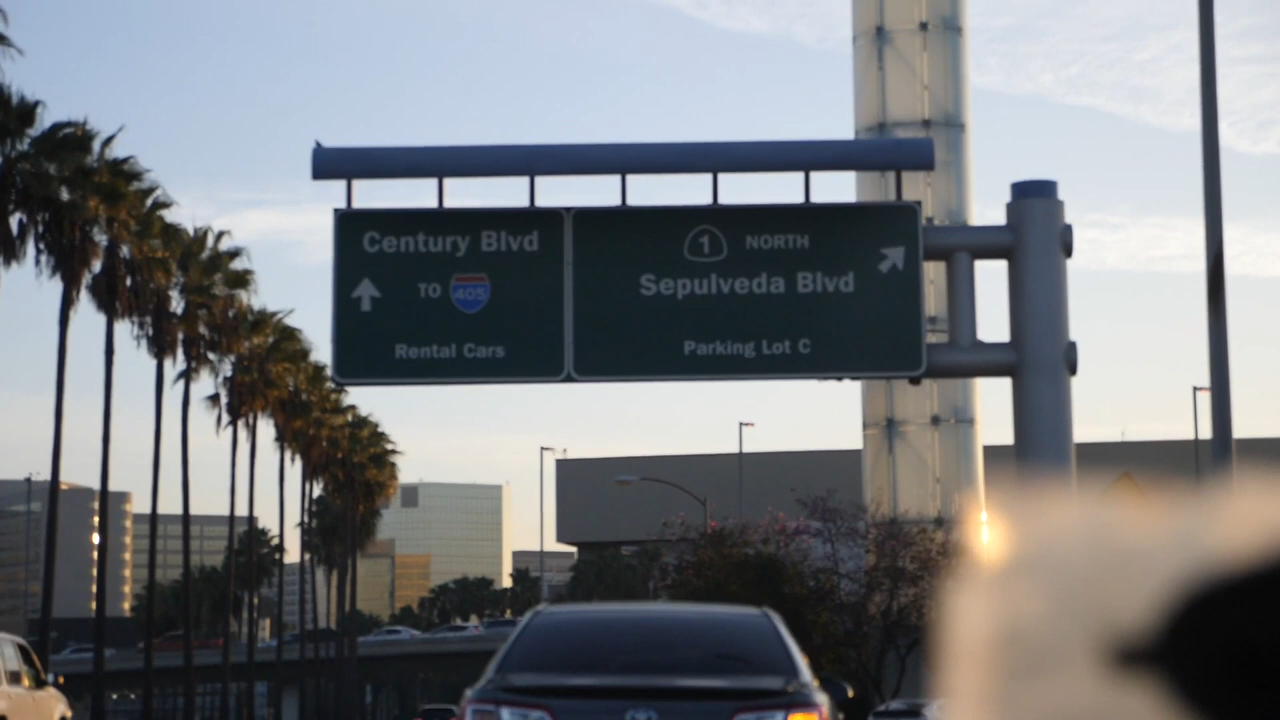 Century Blvd
TO 405
Rental Cars
1 NORTH
Sepulveda Blvd
Parking Lot C